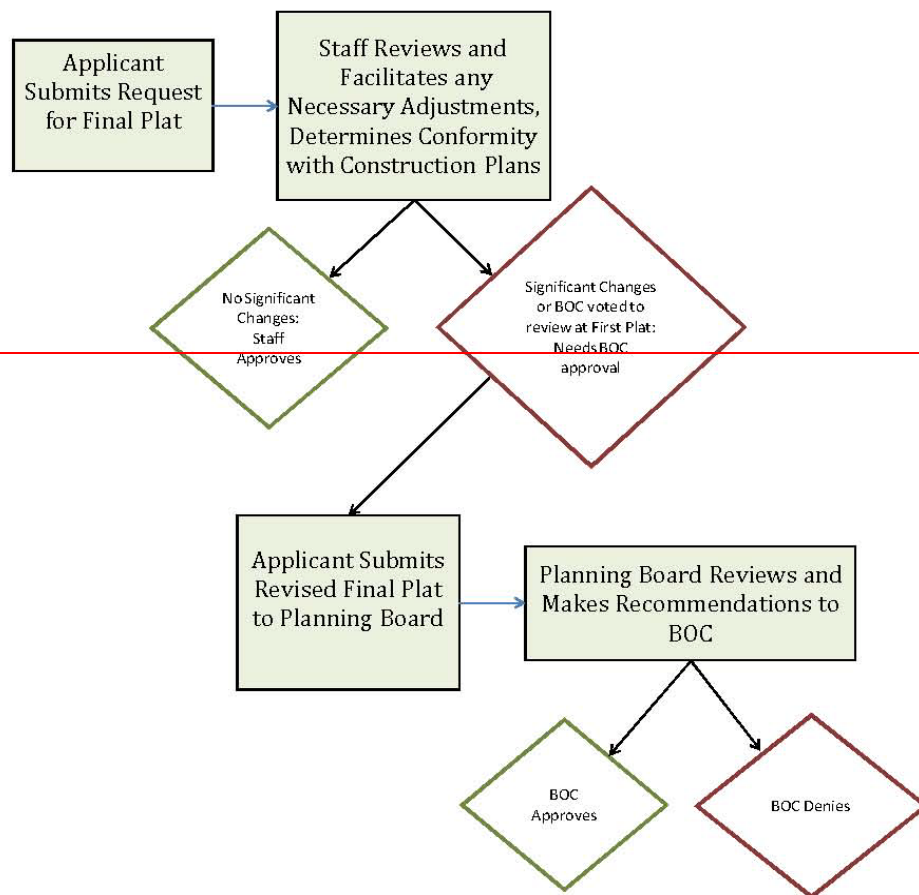 Applicant
Submits Request
for Final Plat
Staff Reviews and
Facilitates any
Necessary Adjustments,
Determines Conformity
with Construction Plans
No Significant
Changes:
Staff
Approves
Significant Changes
or BOC voted to
review at First Plat:
Needs BOC
approval
Applicant Submits
Revised Final Plat
to Planning Board
Planning Board Reviews and
Makes Recommendations to
BOC
BOC
Approves
BOC Denies